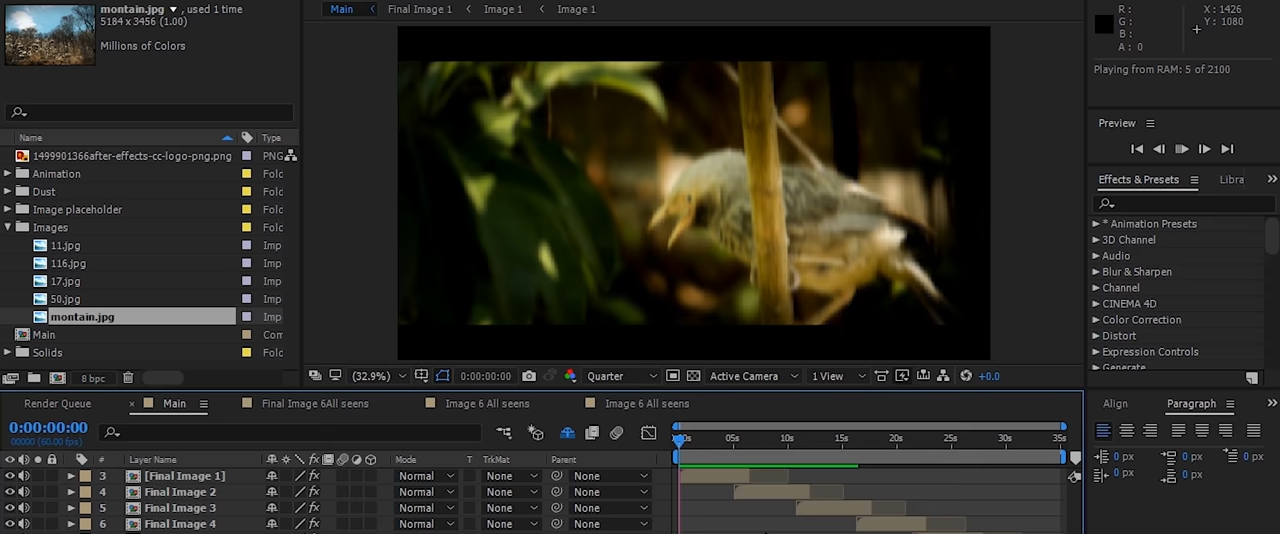 montain.jpg ▼ , used 1 time
5184 x 3456 (1.00)
Millions of Colors
Name Type
1499901366after-effects-cc-logo-png.png PNG
Animation Fold
Dust Fold
Image placeholder Fold
Images Fold
11.jpg Imp
116.jpg Imp
17.jpg Imp
50.jpg Imp
montain.jpg Imp
Main Com
Solids Fold
8 bpc
Main < Final Image 1 < Image 1 < Image 1
(32.9%) 0:00:00:00 Quarter Active Camera 1 View +0.0
R : X : 1426
G : Y : 1080
B :
A : 0
Playing from RAM: 5 of 2100
Preview
Effects & Presets Libra
* Animation Presets
3D Channel
Audio
Blur & Sharpen
Channel
CINEMA 4D
Color Correction
Distort
Expression Controls
Generate
Render Queue × Main Final Image 6All seens Image 6 All seens Image 6 All seens
0:00:00:00
00000 (60.00 fps)
05s 10s 15s 20s 25s 30s 35s
# Layer Name Mode T TrkMat Parent
3 [Final Image 1] Normal None None
4 Final Image 2 Normal None None
5 Final Image 3 Normal None None
6 Final Image 4 Normal None None
Align Paragraph
0 px 0 px 0 px
0 px 0 px